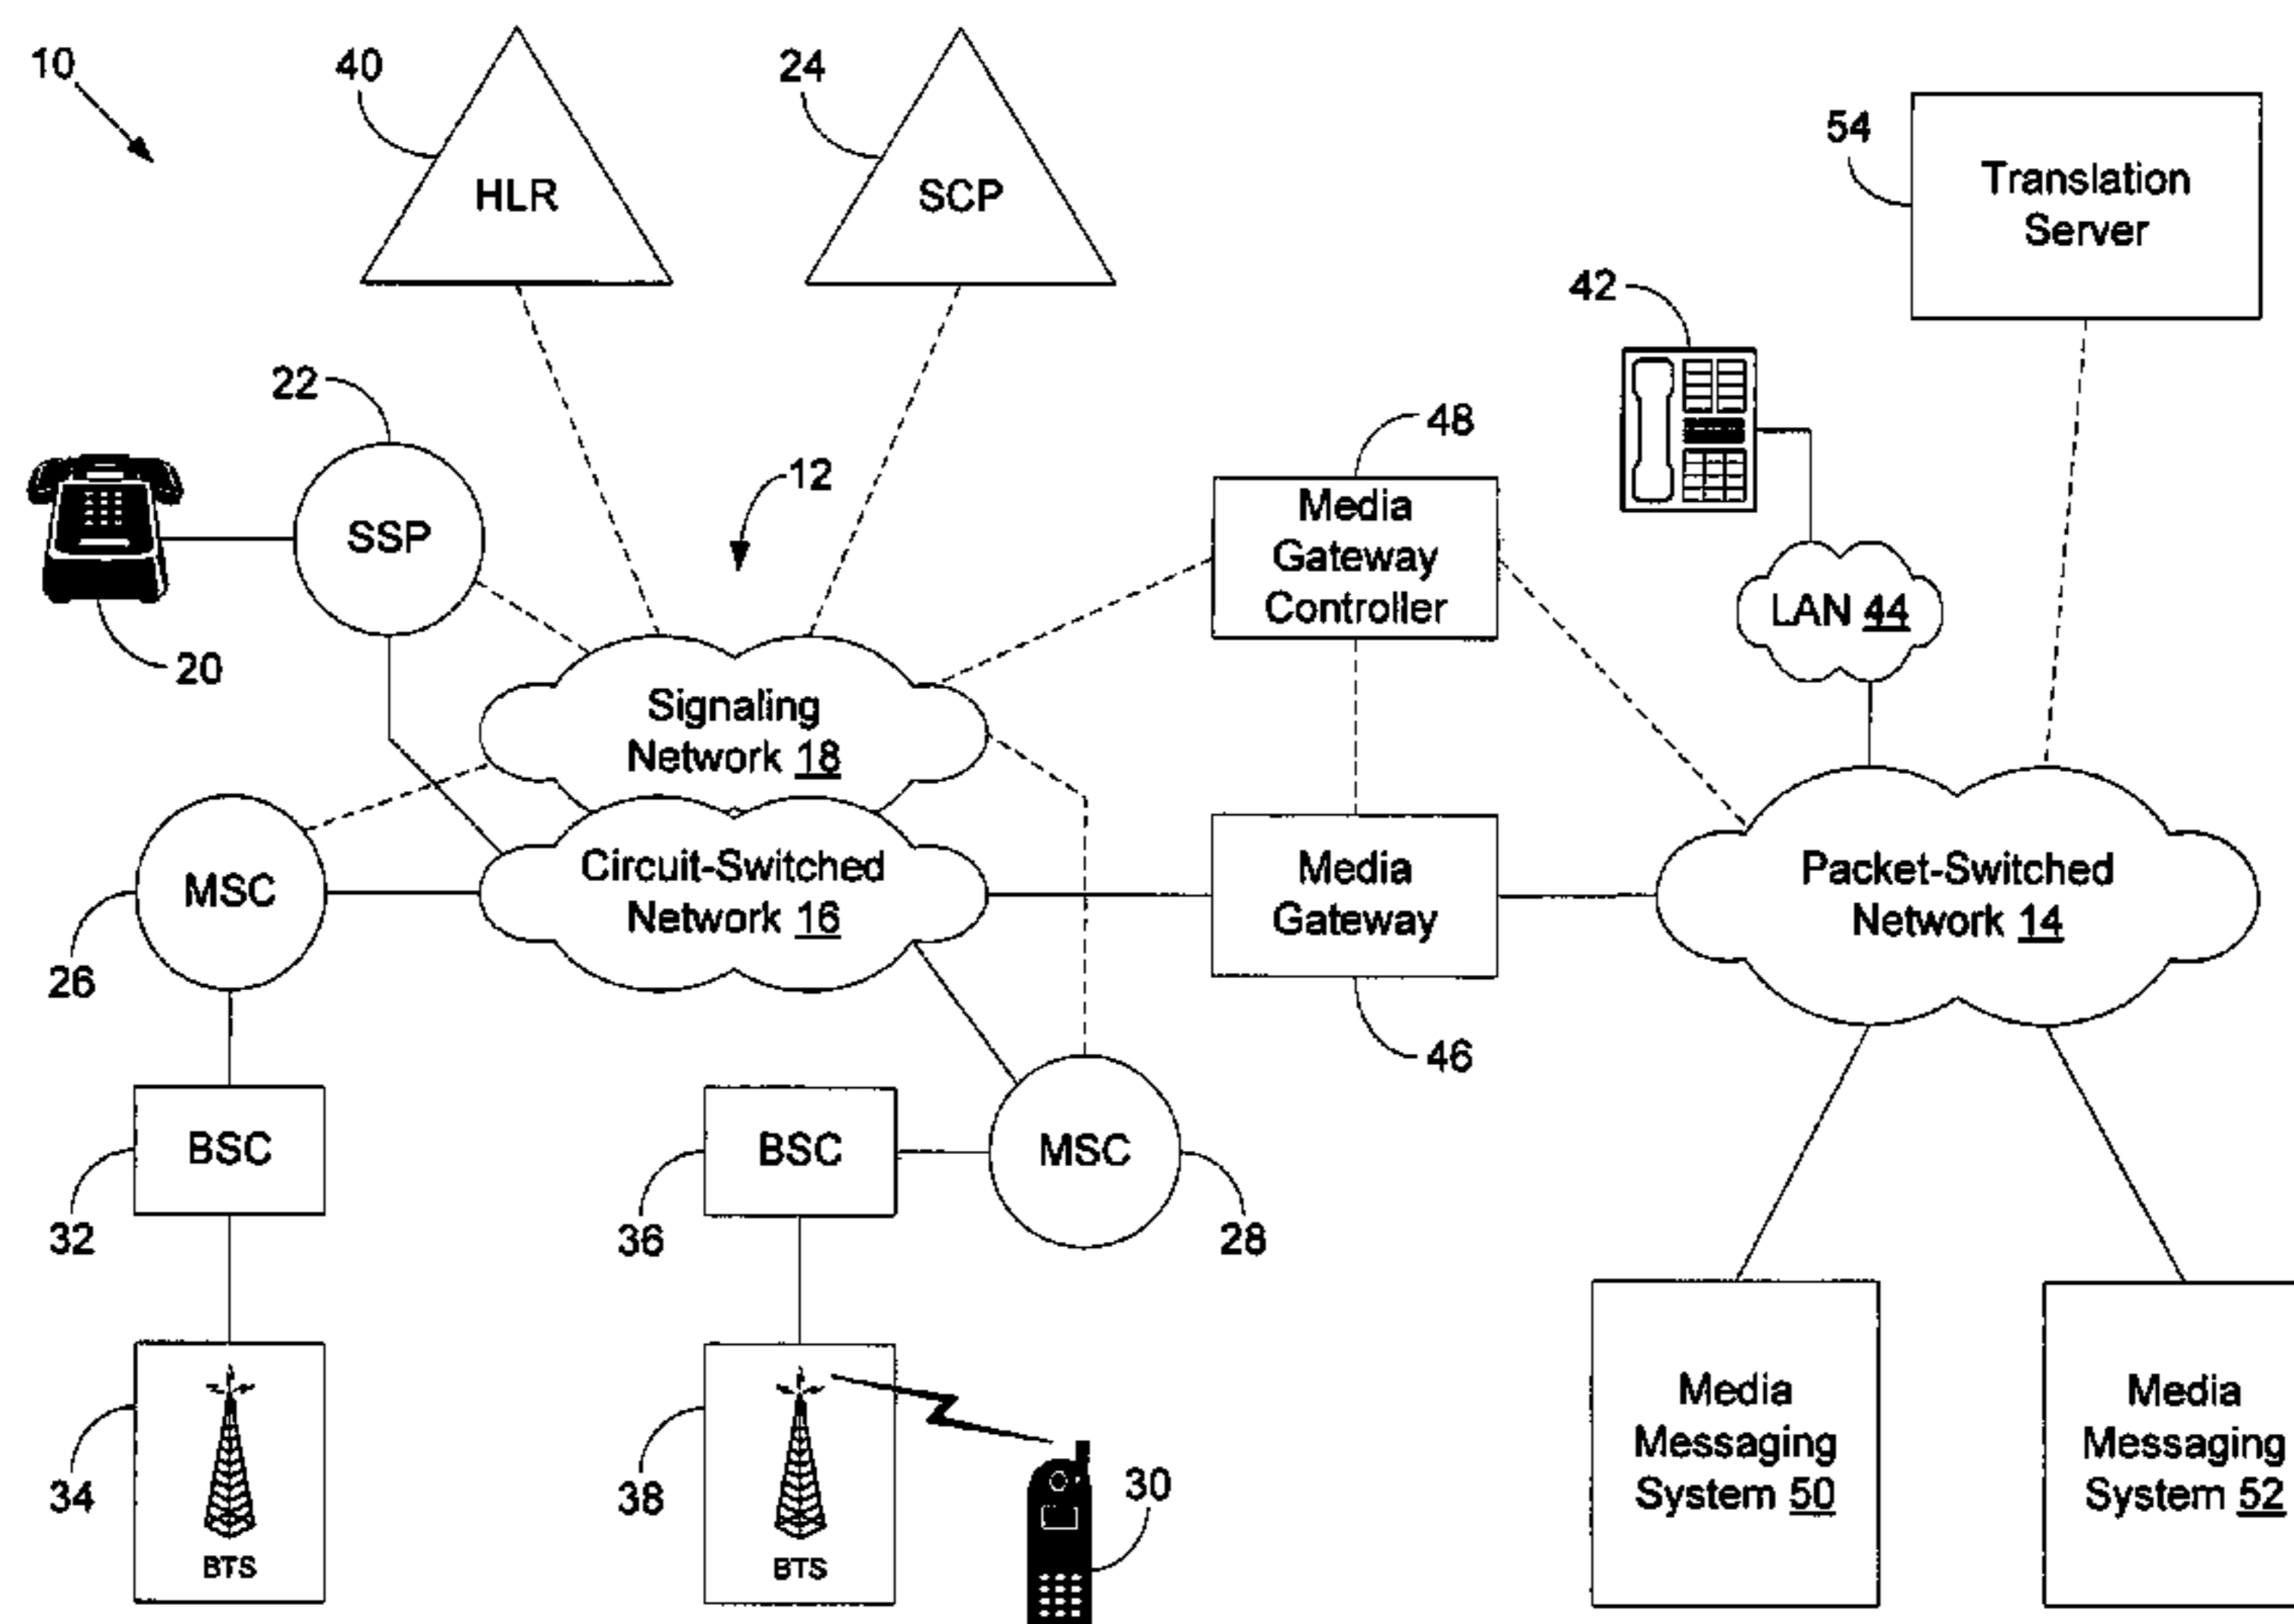 10
40
24
HLR
SCP
54
Translation
Server
42
22
48
12
SSP
Media
Gateway
Controller
LAN 44
20
Signaling
Network 18
MSC
Circuit-Switched
Network 16
Media
Gateway
Packet-Switched
Network 14
26
46
BSC
BSC
MSC
32
36
28
34
BTS
38
BTS
30
Media
Messaging
System 50
Media
Messaging
System 52